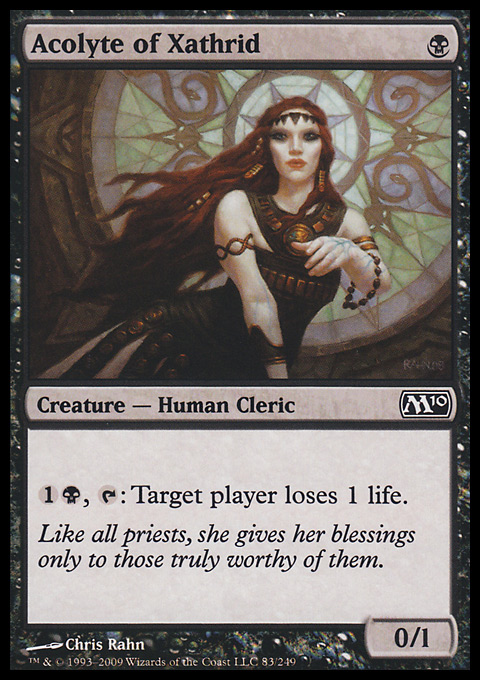 Acolyte of Xathrid
RAHN.08
Creature — Human Cleric
M10
1, : Target player loses 1 life.
Like all priests, she gives her blessings
only to those truly worthy of them.
Chris Rahn
0/1
™ & © 1993–2009 Wizards of the Coast LLC 83/249